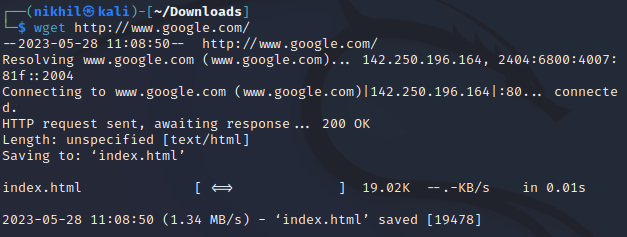 ┌──(nikhil㉿kali)-[~/Downloads]
└─$ wget http://www.google.com/
--2023-05-28 11:08:50--  http://www.google.com/
Resolving www.google.com (www.google.com)... 142.250.196.164, 2404:6800:4007:
81f::2004
Connecting to www.google.com (www.google.com)|142.250.196.164|:80... connecte
d.
HTTP request sent, awaiting response... 200 OK
Length: unspecified [text/html]
Saving to: ‘index.html’
index.html              [ <=>               ]  19.02K  --.-KB/s    in 0.01s
2023-05-28 11:08:50 (1.34 MB/s) - ‘index.html’ saved [19478]